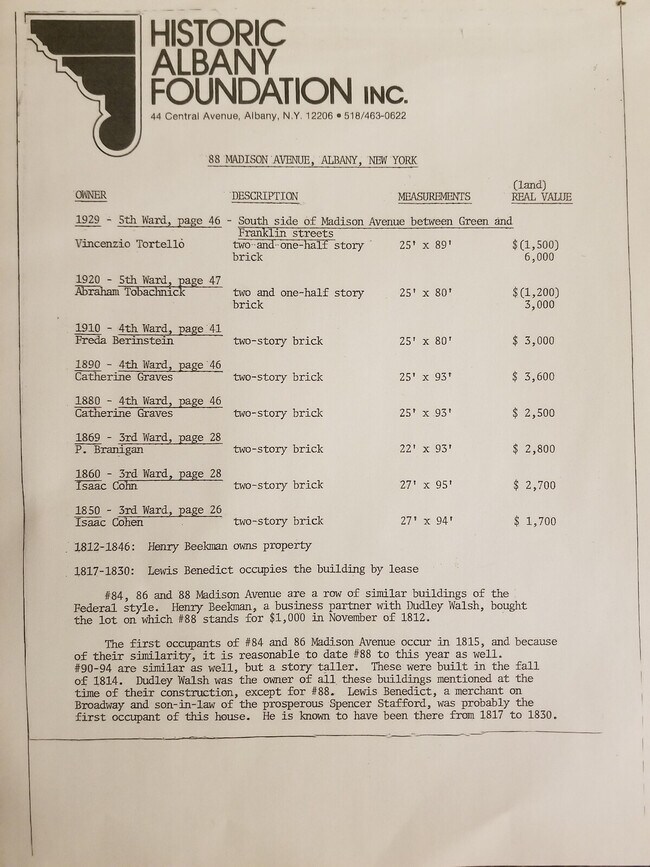 HISTORIC
ALBANY
FOUNDATION INC.
44 Central Avenue, Albany, N.Y. 12206 • 518/463-0622
88 MADISON AVENUE, ALBANY, NEW YORK
(land)
OWNER DESCRIPTION MEASUREMENTS REAL VALUE
1929 - 5th Ward, page 46 - South side of Madison Avenue between Green and
Franklin streets
Vincenzio Tortello two and one-half story 25' x 89' $(1,500)
brick 6,000
1920 - 5th Ward, page 47
Abraham Tobachnick two and one-half story 25' x 80' $(1,200)
brick 3,000
1910 - 4th Ward, page 41
Freda Berinstein two-story brick 25' x 80' $ 3,000
1890 - 4th Ward, page 46
Catherine Graves two-story brick 25' x 93' $ 3,600
1880 - 4th Ward, page 46
Catherine Graves two-story brick 25' x 93' $ 2,500
1869 - 3rd Ward, page 28
P. Branigan two-story brick 22' x 93' $ 2,800
1860 - 3rd Ward, page 28
Isaac Cohn two-story brick 27' x 95' $ 2,700
1850 - 3rd Ward, page 26
Isaac Cohen two-story brick 27' x 94' $ 1,700
1812-1846: Henry Beekman owns property
1817-1830: Lewis Benedict occupies the building by lease
#84, 86 and 88 Madison Avenue are a row of similar buildings of the
Federal style. Henry Beekman, a business partner with Dudley Walsh, bought
the lot on which #88 stands for $1,000 in November of 1812.
The first occupants of #84 and 86 Madison Avenue occur in 1815, and because
of their similarity, it is reasonable to date #88 to this year as well.
#90-94 are similar as well, but a story taller. These were built in the fall
of 1814. Dudley Walsh was the owner of all these buildings mentioned at the
time of their construction, except for #88. Lewis Benedict, a merchant on
Broadway and son-in-law of the prosperous Spencer Stafford, was probably the
first occupant of this house. He is known to have been there from 1817 to 1830.